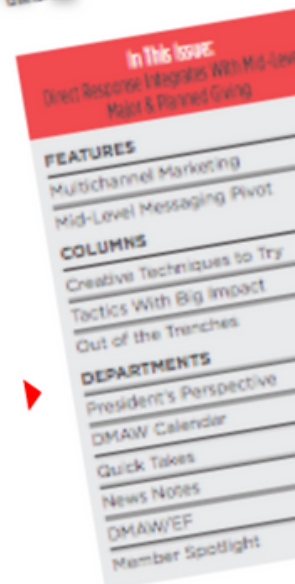 In This Issue:
Direct Response Integrates With Mid-Level
Major & Planned Giving
FEATURES
Multichannel Marketing
Mid-Level Messaging Pivot
COLUMNS
Creative Techniques to Try
Tactics With Big Impact
Out of the Trenches
DEPARTMENTS
President's Perspective
DMAW Calendar
Quick Takes
News Notes
DMAW/EF
Member Spotlight